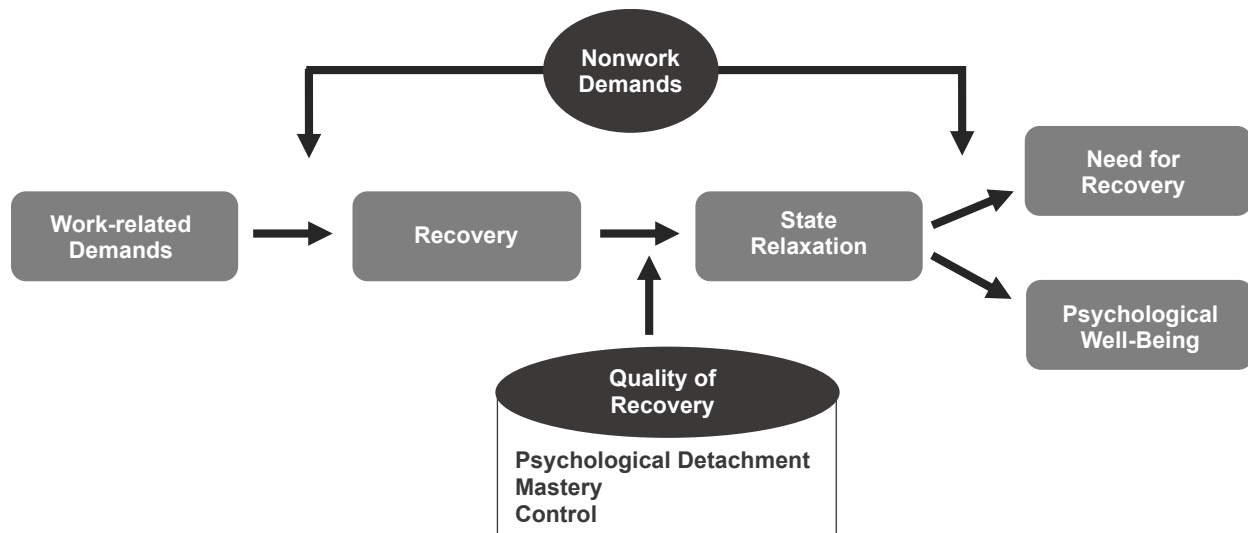 Nonwork
Demands
Work-related
Demands
Recovery
State
Relaxation
Need for
Recovery
Psychological
Well-Being
Quality of
Recovery
Psychological Detachment
Mastery
Control